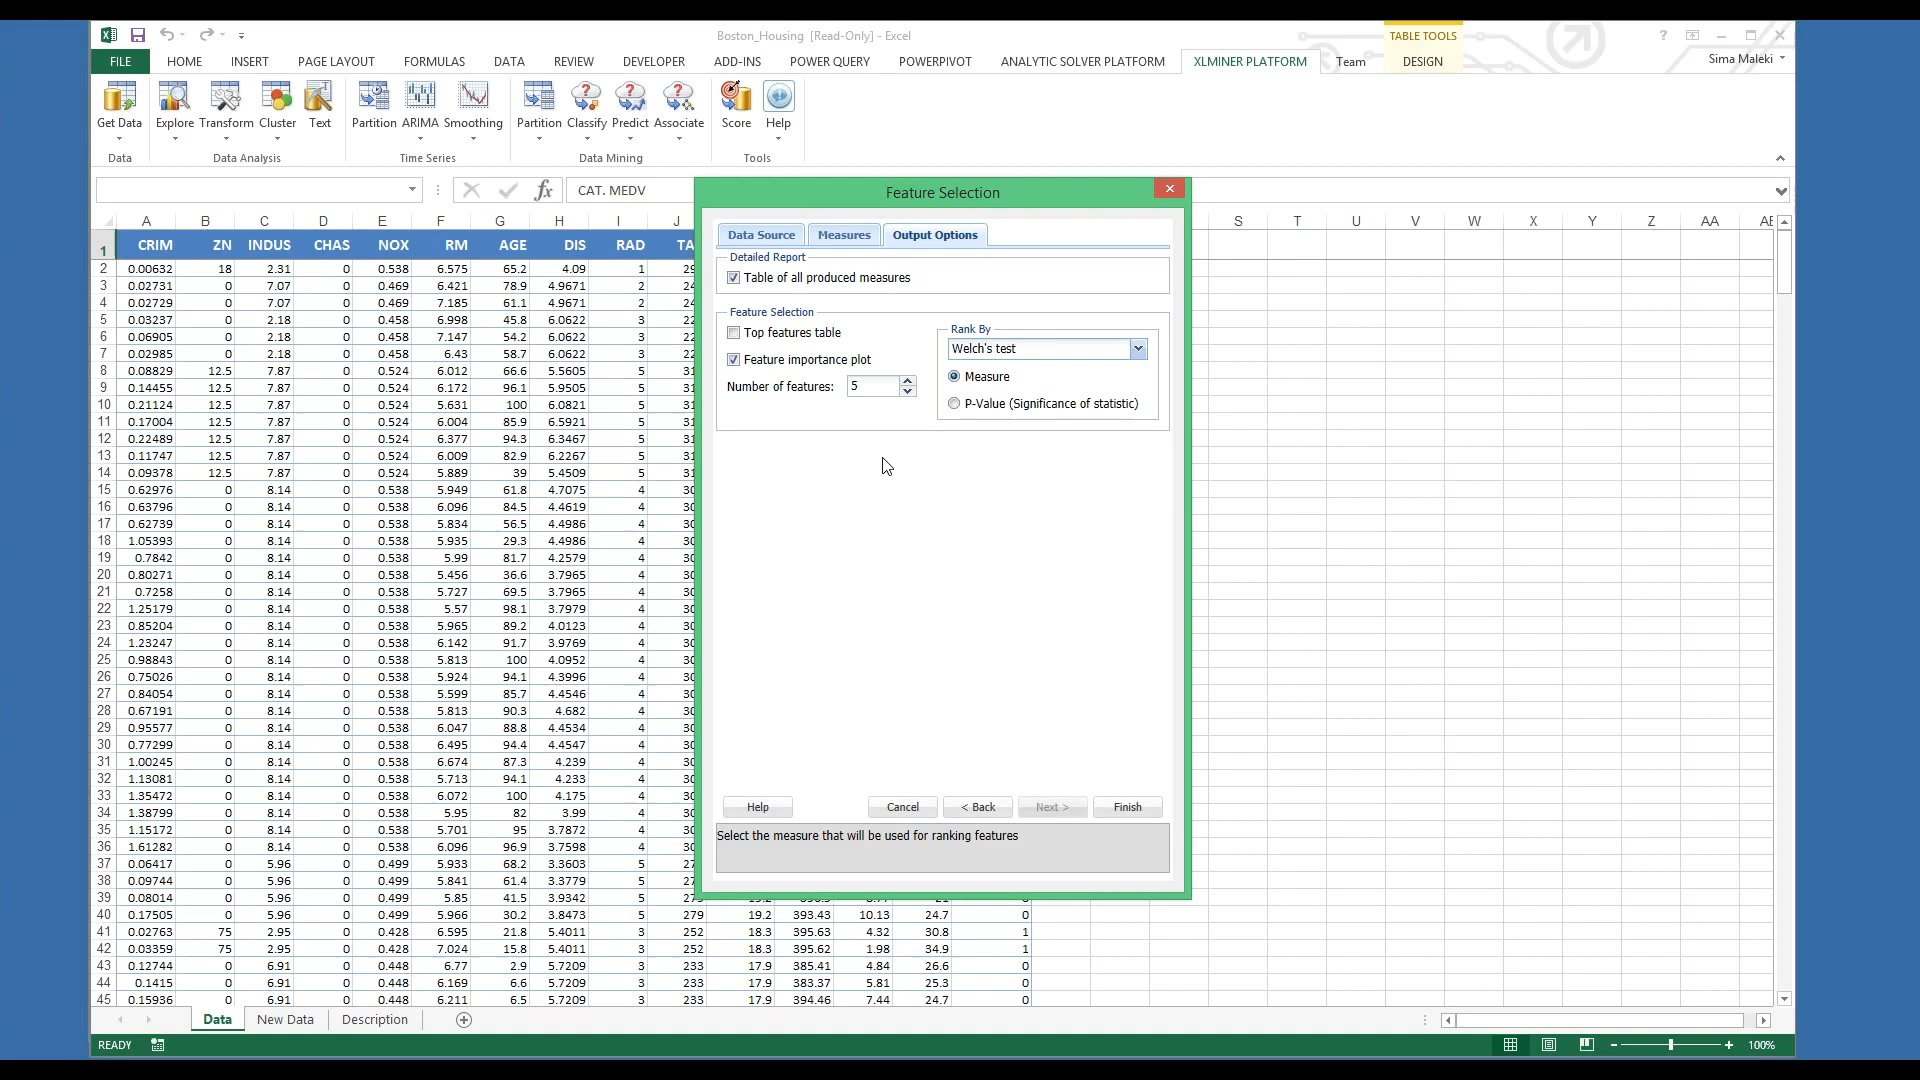 Boston_Housing [Read-Only] - Excel
TABLE TOOLS
FILE HOME INSERT PAGE LAYOUT FORMULAS DATA REVIEW DEVELOPER ADD-INS POWER QUERY POWERPIVOT ANALYTIC SOLVER PLATFORM XLMINER PLATFORM Team DESIGN Sima Maleki
Get Data Explore Transform Cluster Text Partition ARIMA Smoothing Partition Classify Predict Associate Score Help
Data Data Analysis Time Series Data Mining Tools
fx CAT. MEDV
Feature Selection
Data Source Measures Output Options
Detailed Report
Table of all produced measures
Feature Selection
Top features table
Feature importance plot
Number of features: 5
Rank By
Welch's test
Measure
P-Value (Significance of statistic)
Help Cancel < Back Next > Finish
Select the measure that will be used for ranking features
A B C D E F G H I J S T U V W X Y Z AA
1 CRIM ZN INDUS CHAS NOX RM AGE DIS RAD TA
2 0.00632 18 2.31 0 0.538 6.575 65.2 4.09 1 29
3 0.02731 0 7.07 0 0.469 6.421 78.9 4.9671 2 24
4 0.02729 0 7.07 0 0.469 7.185 61.1 4.9671 2 24
5 0.03237 0 2.18 0 0.458 6.998 45.8 6.0622 3 22
6 0.06905 0 2.18 0 0.458 7.147 54.2 6.0622 3 22
7 0.02985 0 2.18 0 0.458 6.43 58.7 6.0622 3 22
8 0.08829 12.5 7.87 0 0.524 6.012 66.6 5.5605 5 31
9 0.14455 12.5 7.87 0 0.524 6.172 96.1 5.9505 5 31
10 0.21124 12.5 7.87 0 0.524 5.631 100 6.0821 5 31
11 0.17004 12.5 7.87 0 0.524 6.004 85.9 6.5921 5 31
12 0.22489 12.5 7.87 0 0.524 6.377 94.3 6.3467 5 31
13 0.11747 12.5 7.87 0 0.524 6.009 82.9 6.2267 5 31
14 0.09378 12.5 7.87 0 0.524 5.889 39 5.4509 5 31
15 0.62976 0 8.14 0 0.538 5.949 61.8 4.7075 4 30
16 0.63796 0 8.14 0 0.538 6.096 84.5 4.4619 4 30
17 0.62739 0 8.14 0 0.538 5.834 56.5 4.4986 4 30
18 1.05393 0 8.14 0 0.538 5.935 29.3 4.4986 4 30
19 0.7842 0 8.14 0 0.538 5.99 81.7 4.2579 4 30
20 0.80271 0 8.14 0 0.538 5.456 36.6 3.7965 4 30
21 0.7258 0 8.14 0 0.538 5.727 69.5 3.7965 4 30
22 1.25179 0 8.14 0 0.538 5.57 98.1 3.7979 4 30
23 0.85204 0 8.14 0 0.538 5.965 89.2 4.0123 4 30
24 1.23247 0 8.14 0 0.538 6.142 91.7 3.9769 4 30
25 0.98843 0 8.14 0 0.538 5.813 100 4.0952 4 30
26 0.75026 0 8.14 0 0.538 5.924 94.1 4.3996 4 30
27 0.84054 0 8.14 0 0.538 5.599 85.7 4.4546 4 30
28 0.67191 0 8.14 0 0.538 5.813 90.3 4.682 4 30
29 0.95577 0 8.14 0 0.538 6.047 88.8 4.4534 4 30
30 0.77299 0 8.14 0 0.538 6.495 94.4 4.4547 4 30
31 1.00245 0 8.14 0 0.538 6.674 87.3 4.239 4 30
32 1.13081 0 8.14 0 0.538 5.713 94.1 4.233 4 30
33 1.35472 0 8.14 0 0.538 6.072 100 4.175 4 30
34 1.38799 0 8.14 0 0.538 5.95 82 3.99 4 30
35 1.15172 0 8.14 0 0.538 5.701 95 3.7872 4 30
36 1.61282 0 8.14 0 0.538 6.096 96.9 3.7598 4 30
37 0.06417 0 5.96 0 0.499 5.933 68.2 3.3603 5 27
38 0.09744 0 5.96 0 0.499 5.841 61.4 3.3779 5 27
39 0.08014 0 5.96 0 0.499 5.85 41.5 3.9342 5
40 0.17505 0 5.96 0 0.499 5.966 30.2 3.8473 5 279 19.2 393.43 10.13 24.7 0
41 0.02763 75 2.95 0 0.428 6.595 21.8 5.4011 3 252 18.3 395.63 4.32 30.8 1
42 0.03359 75 2.95 0 0.428 7.024 15.8 5.4011 3 252 18.3 395.62 1.98 34.9 1
43 0.12744 0 6.91 0 0.448 6.77 2.9 5.7209 3 233 17.9 385.41 4.84 26.6 0
44 0.1415 0 6.91 0 0.448 6.169 6.6 5.7209 3 233 17.9 383.37 5.81 25.3 0
45 0.15936 0 6.91 0 0.448 6.211 6.5 5.7209 3 233 17.9 394.46 7.44 24.7 0
Data New Data Description
READY 100%